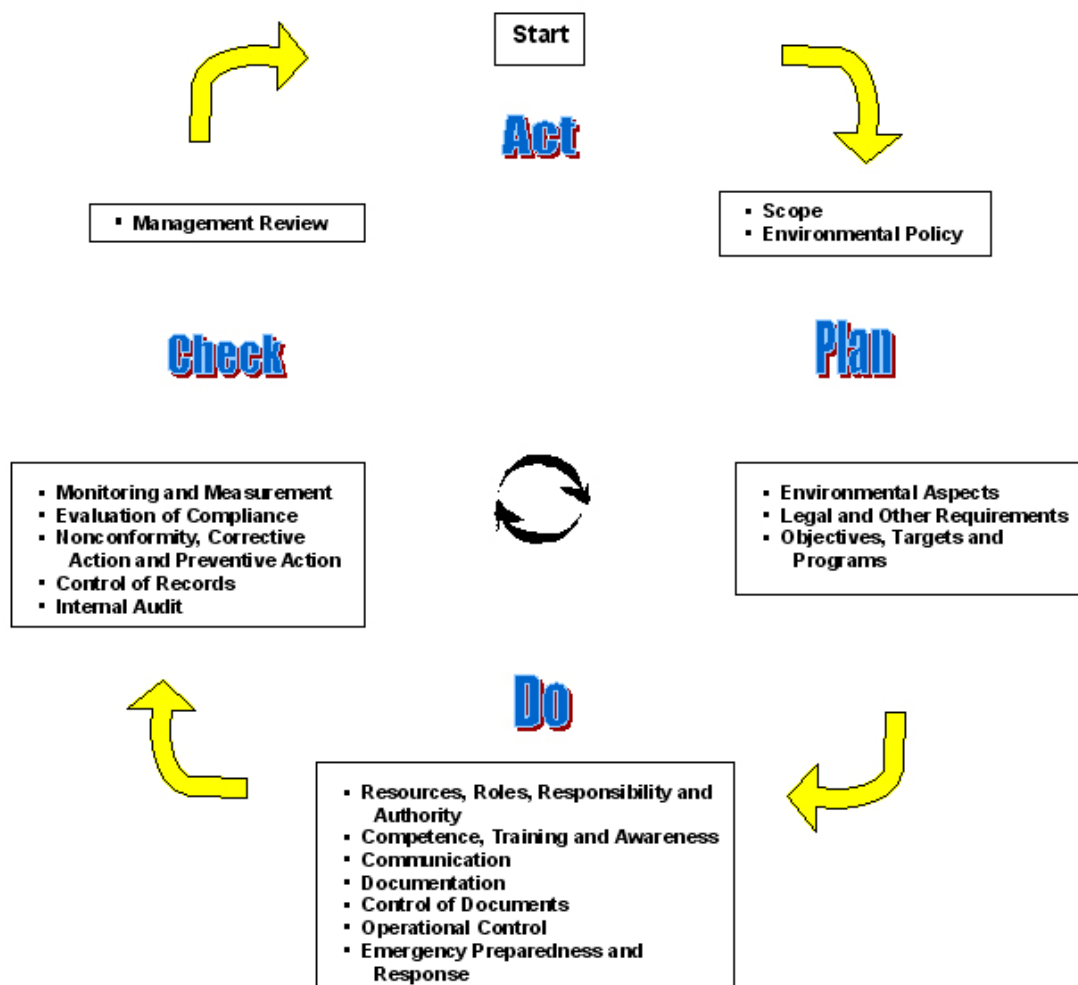 Start
Act
▪ Management Review
▪ Scope
▪ Environmental Policy
Check
Plan
▪ Monitoring and Measurement
▪ Evaluation of Compliance
▪ Nonconformity, Corrective
Action and Preventive Action
▪ Control of Records
▪ Internal Audit
▪ Environmental Aspects
▪ Legal and Other Requirements
▪ Objectives, Targets and
Programs
Do
▪ Resources, Roles, Responsibility and
Authority
▪ Competence, Training and Awareness
▪ Communication
▪ Documentation
▪ Control of Documents
▪ Operational Control
▪ Emergency Preparedness and
Response